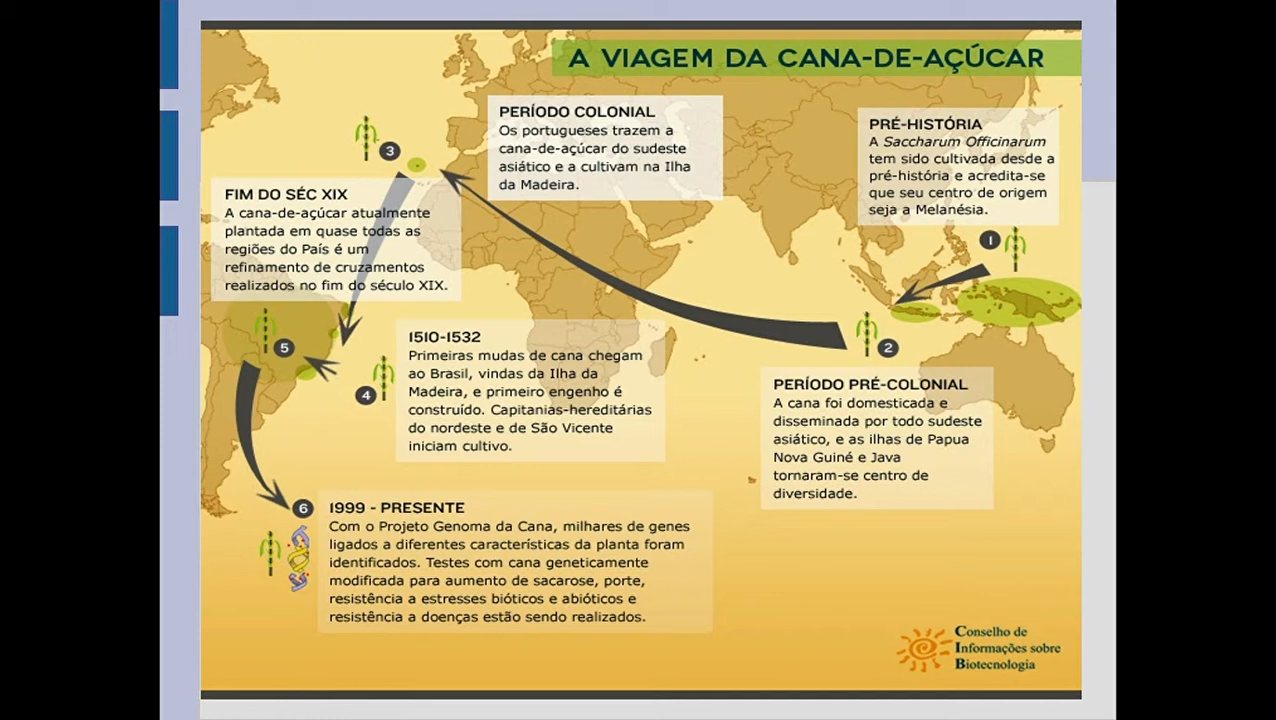 A VIAGEM DA CANA-DE-AÇÚCAR
PRÉ-HISTÓRIA
A Saccharum Officinarum
tem sido cultivada desde a
pré-história e acredita-se
que seu centro de origem
seja a Melanésia.
1
PERÍODO PRÉ-COLONIAL
A cana foi domesticada e
disseminada por todo sudeste
asiático, e as ilhas de Papua
Nova Guiné e Java
tornaram-se centro de
diversidade.
2
PERÍODO COLONIAL
Os portugueses trazem a
cana-de-açúcar do sudeste
asiático e a cultivam na Ilha
da Madeira.
3
1510-1532
Primeiras mudas de cana chegam
ao Brasil, vindas da Ilha da
Madeira, e primeiro engenho é
construído. Capitanias-hereditárias
do nordeste e de São Vicente
iniciam cultivo.
4
FIM DO SÉC XIX
A cana-de-açúcar atualmente
plantada em quase todas as
regiões do País é um
refinamento de cruzamentos
realizados no fim do século XIX.
5
6
1999 - PRESENTE
Com o Projeto Genoma da Cana, milhares de genes
ligados a diferentes características da planta foram
identificados. Testes com cana geneticamente
modificada para aumento de sacarose, porte,
resistência a estresses bióticos e abióticos e
resistência a doenças estão sendo realizados.
Conselho de
Informações sobre
Biotecnologia